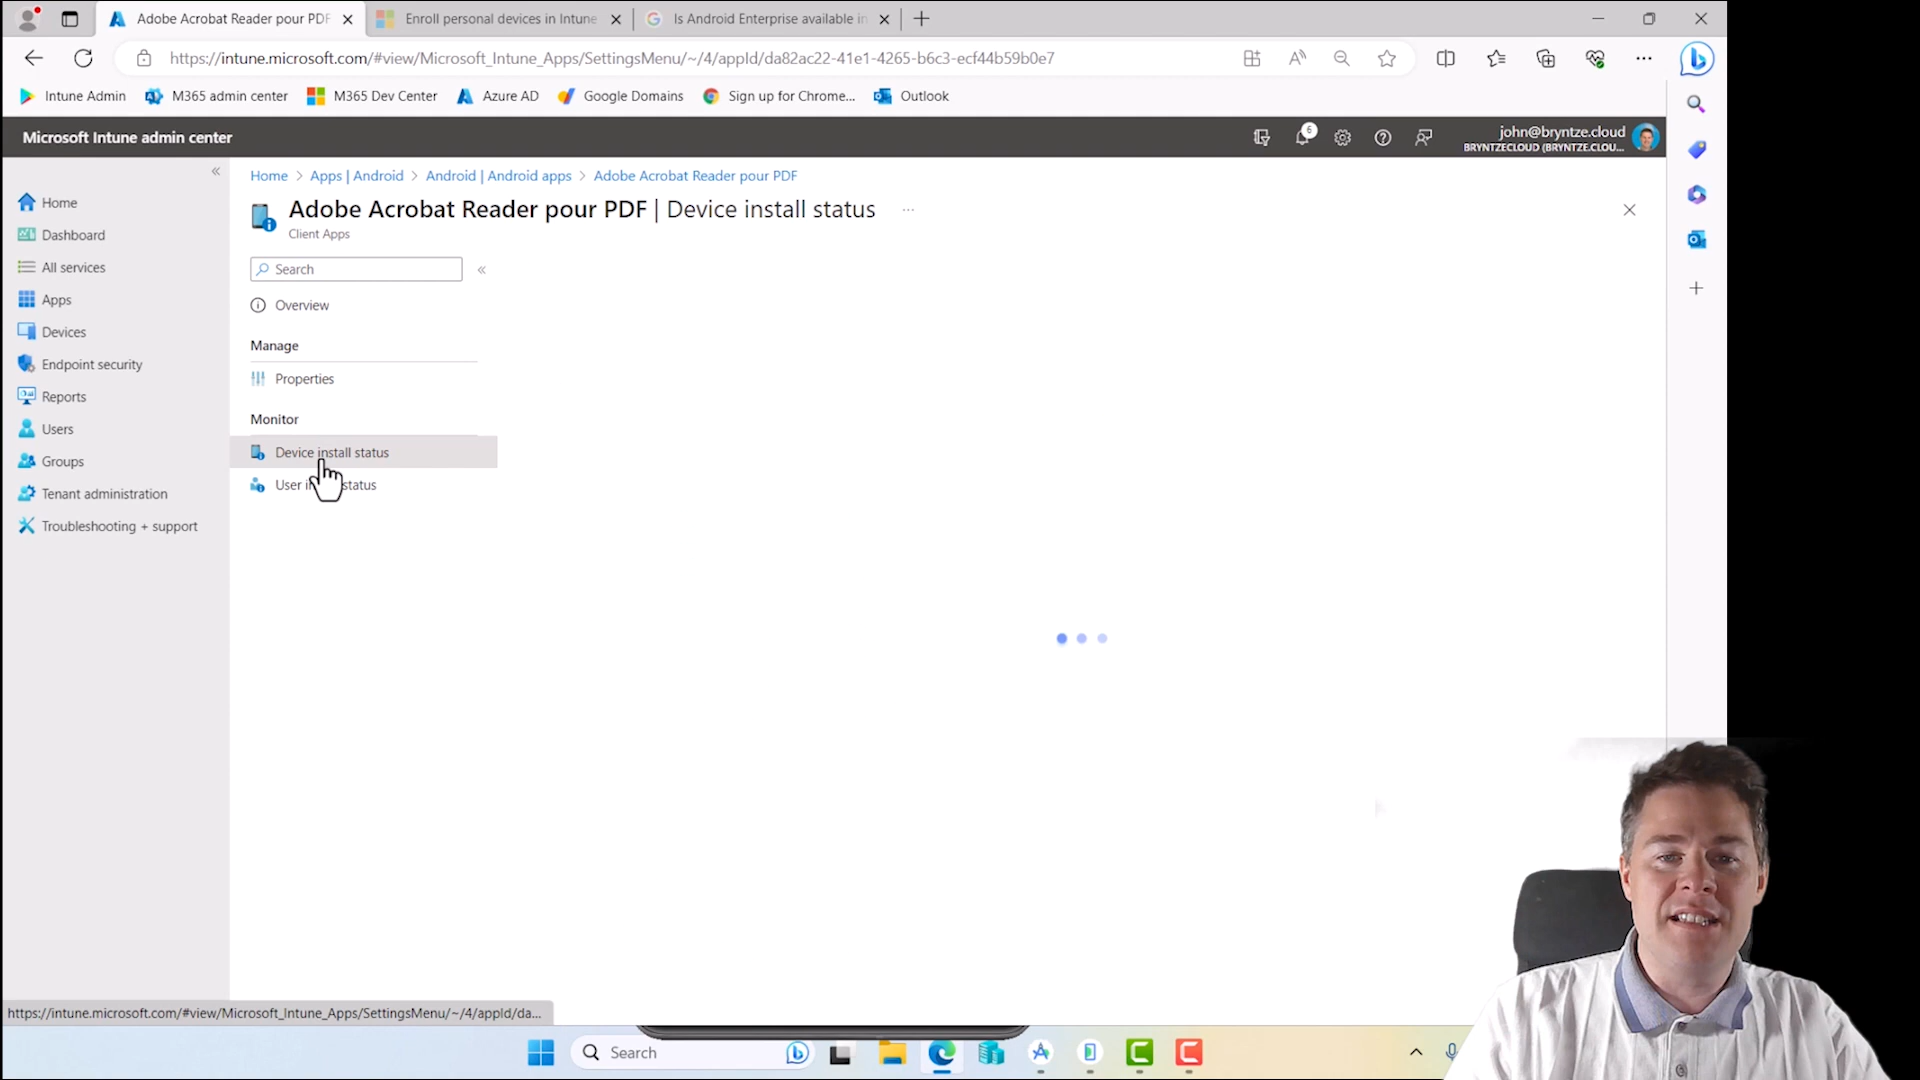 Adobe Acrobat Reader pour PDF
Enroll personal devices in Intune
Is Android Enterprise available in
https://intune.microsoft.com/#view/Microsoft_Intune_Apps/SettingsMenu/~/4/appId/da82ac22-41e1-4265-b6c3-ecf44b59b0e7
Intune Admin
M365 admin center
M365 Dev Center
Azure AD
Google Domains
Sign up for Chrome...
Outlook
Microsoft Intune admin center
6
john@bryntze.cloud
BRYNTZECLOUD (BRYNTZE.CLOU...
Home > Apps | Android > Android | Android apps > Adobe Acrobat Reader pour PDF
Adobe Acrobat Reader pour PDF | Device install status
Client Apps
Home
Dashboard
All services
Apps
Devices
Endpoint security
Reports
Users
Groups
Tenant administration
Troubleshooting + support
Search
Overview
Manage
Properties
Monitor
Device install status
User status
https://intune.microsoft.com/#view/Microsoft_Intune_Apps/SettingsMenu/~/4/appId/da...
Search